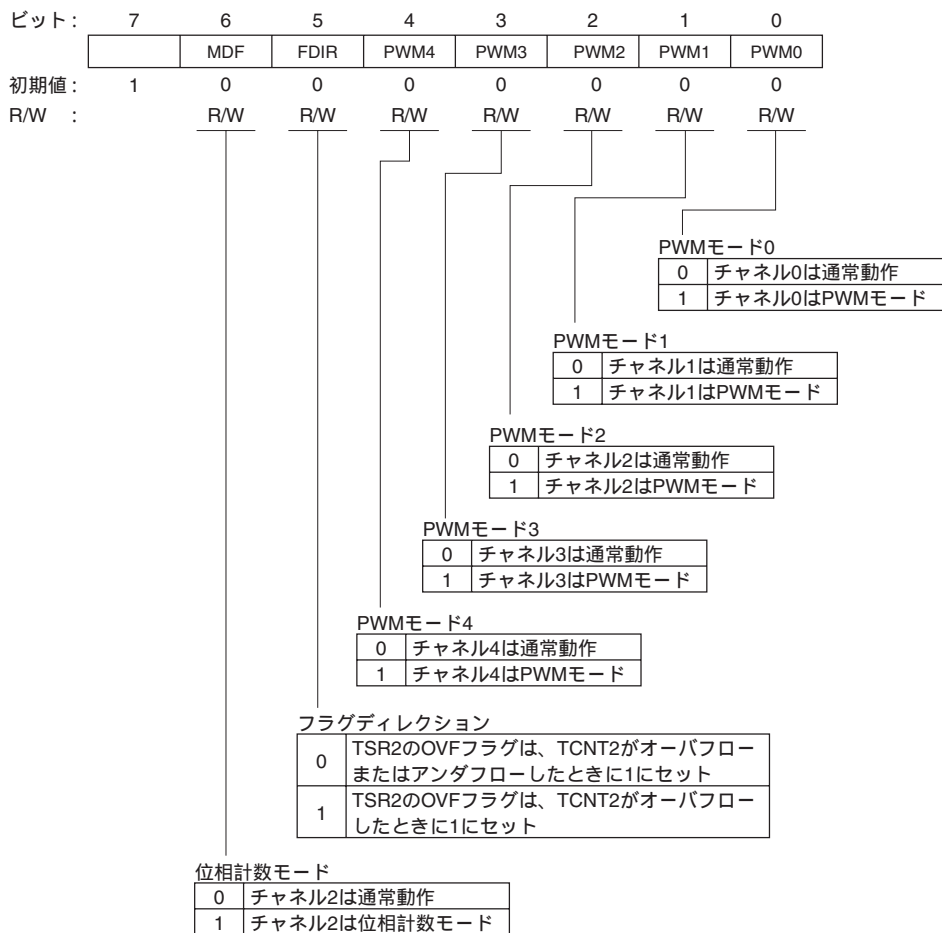 ビット: 7 6 5 4 3 2 1 0
MDF FDIR PWM4 PWM3 PWM2 PWM1 PWM0
初期値: 1 0 0 0 0 0 0 0
R/W : R/W R/W R/W R/W R/W R/W R/W
PWMモード0
0 チャネル0は通常動作
1 チャネル0はPWMモード
PWMモード1
0 チャネル1は通常動作
1 チャネル1はPWMモード
PWMモード2
0 チャネル2は通常動作
1 チャネル2はPWMモード
PWMモード3
0 チャネル3は通常動作
1 チャネル3はPWMモード
PWMモード4
0 チャネル4は通常動作
1 チャネル4はPWMモード
フラグディレクション
0 TSR2のOVFフラグは、TCNT2がオーバフロー
またはアンダフローしたときに1にセット
1 TSR2のOVFフラグは、TCNT2がオーバフロー
したときに1にセット
位相計数モード
0 チャネル2は通常動作
1 チャネル2は位相計数モード